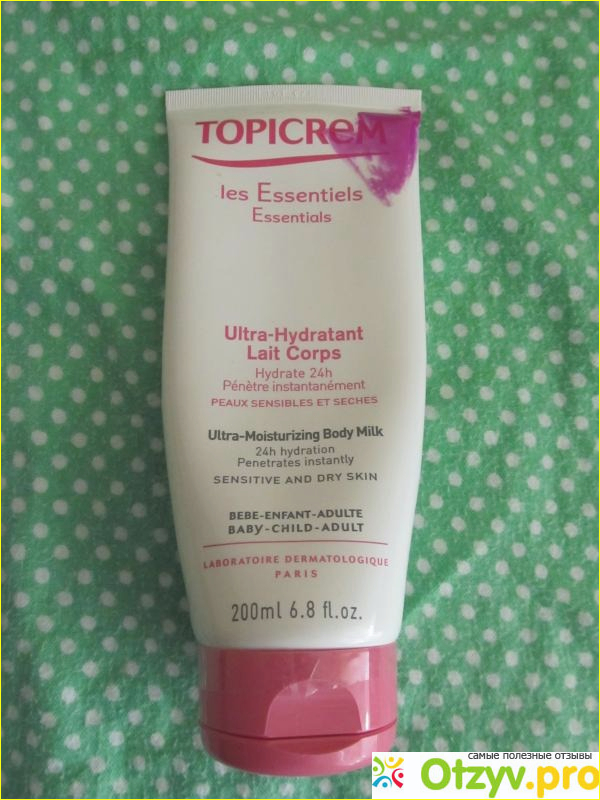 TOPICREM
les Essentiels
Essentials
Ultra-Hydratant
Lait Corps
Hydrate 24h
Pénètre instantanément
PEAUX SENSIBLES ET SECHES
Ultra-Moisturizing Body Milk
24h hydration
Penetrates instantly
SENSITIVE AND DRY SKIN
BEBE-ENFANT-ADULTE
BABY-CHILD-ADULT
LABORATOIRE DERMATOLOGIQUE
PARIS
200ml 6.8 fl.oz.
самые полезные отзывы
Otzyv.pro